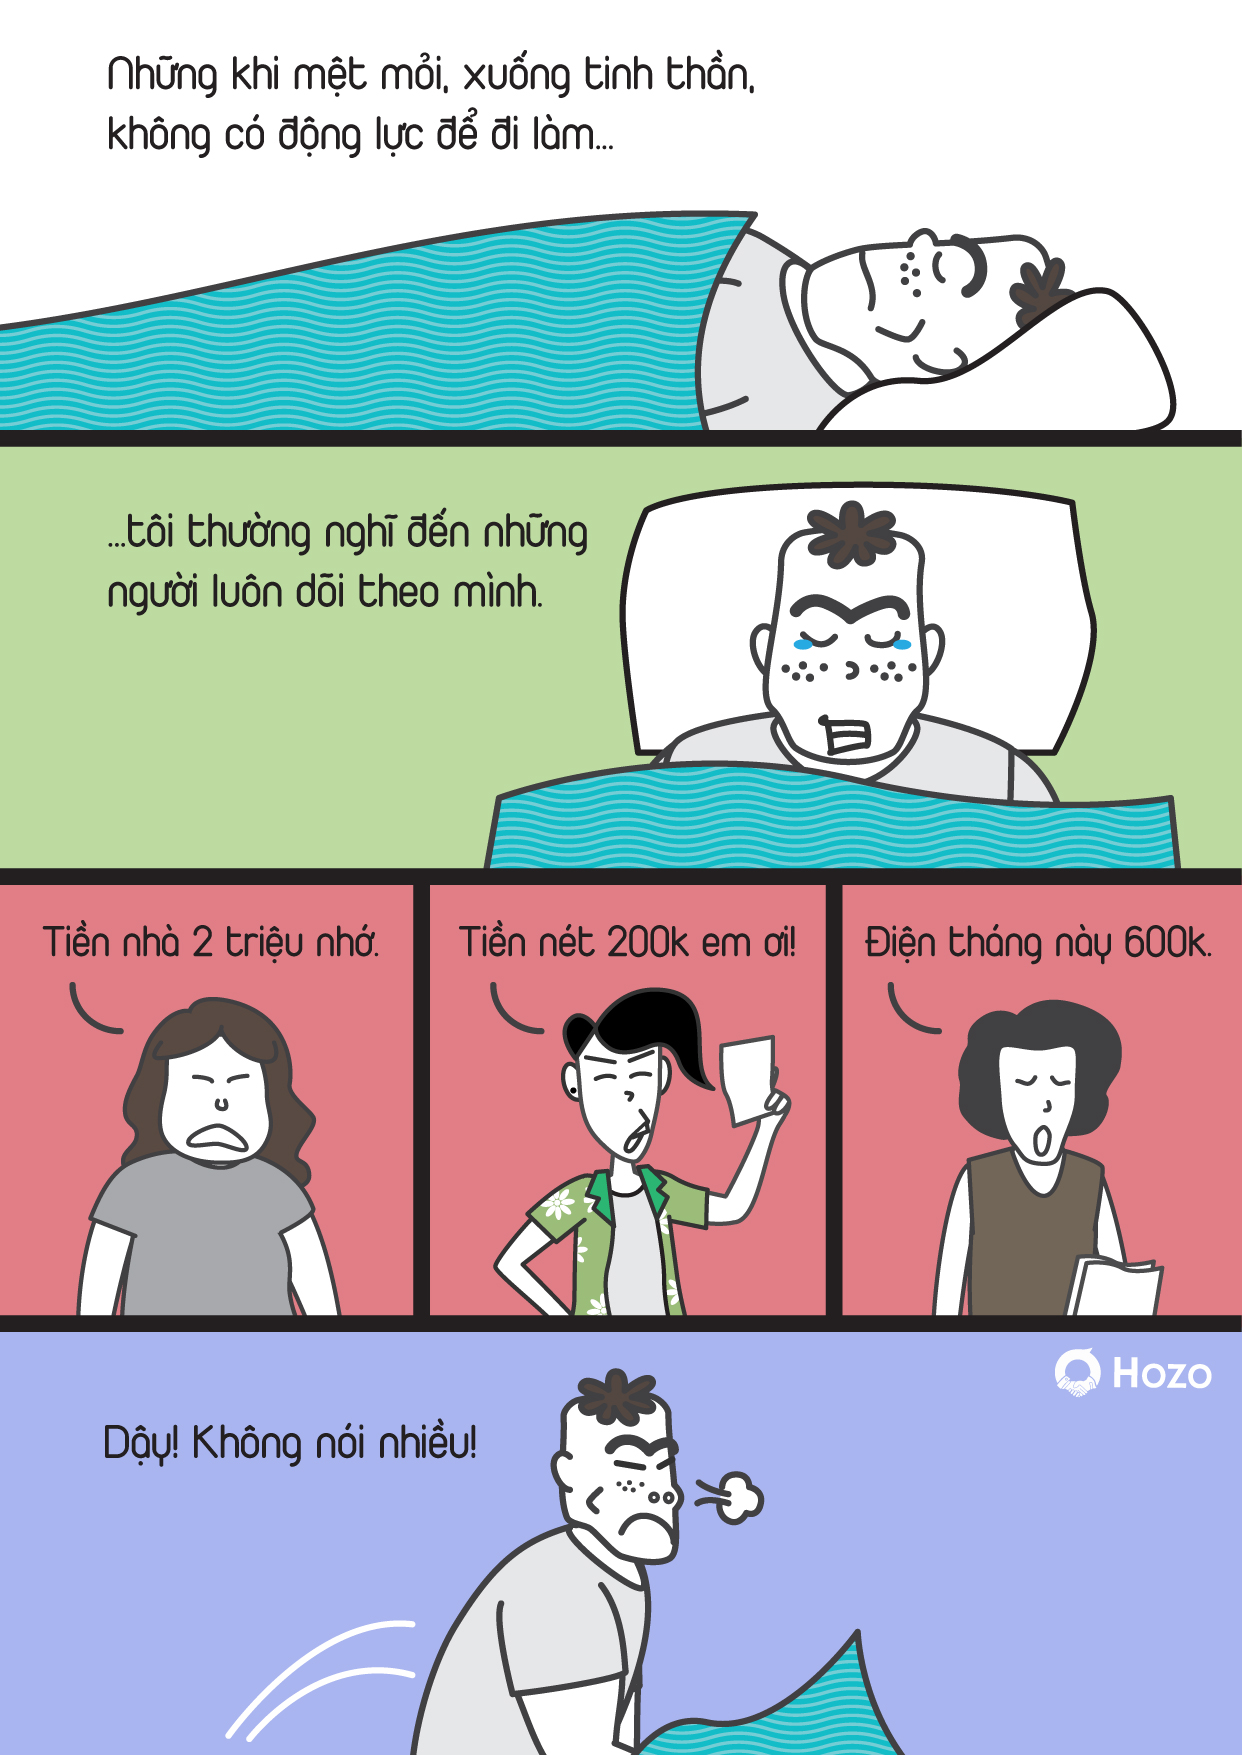 Những khi mệt mỏi, xuống tinh thần,
không có động lực để đi làm...
...tôi thường nghĩ đến những
người luôn dõi theo mình.
Tiền nhà 2 triệu nhớ.
Tiền nét 200k em ơi!
Điện tháng này 600k.
Hozo
Dậy! Không nói nhiều!